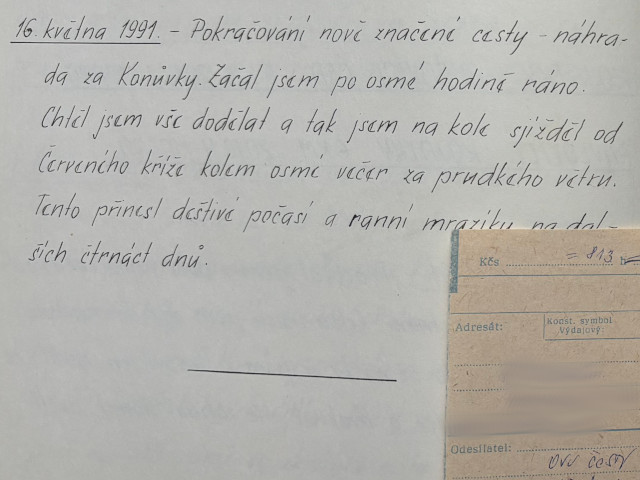 16. května 1991. - Pokračování nově značené cesty - náhra-
da za Konůvky. Začal jsem po osmé hodině ráno.
Chtěl jsem vše dodělat a tak jsem na kole sjížděl od
Červeného kříže kolem osmé večer za prudkého větru.
Tento přinesl deštivé počasí a ranní mrazíky na dal-
ších čtrnáct dnů.
Kčs = 813 h
Adresát:
Konst. symbol
Výdajový:
Odesílatel: